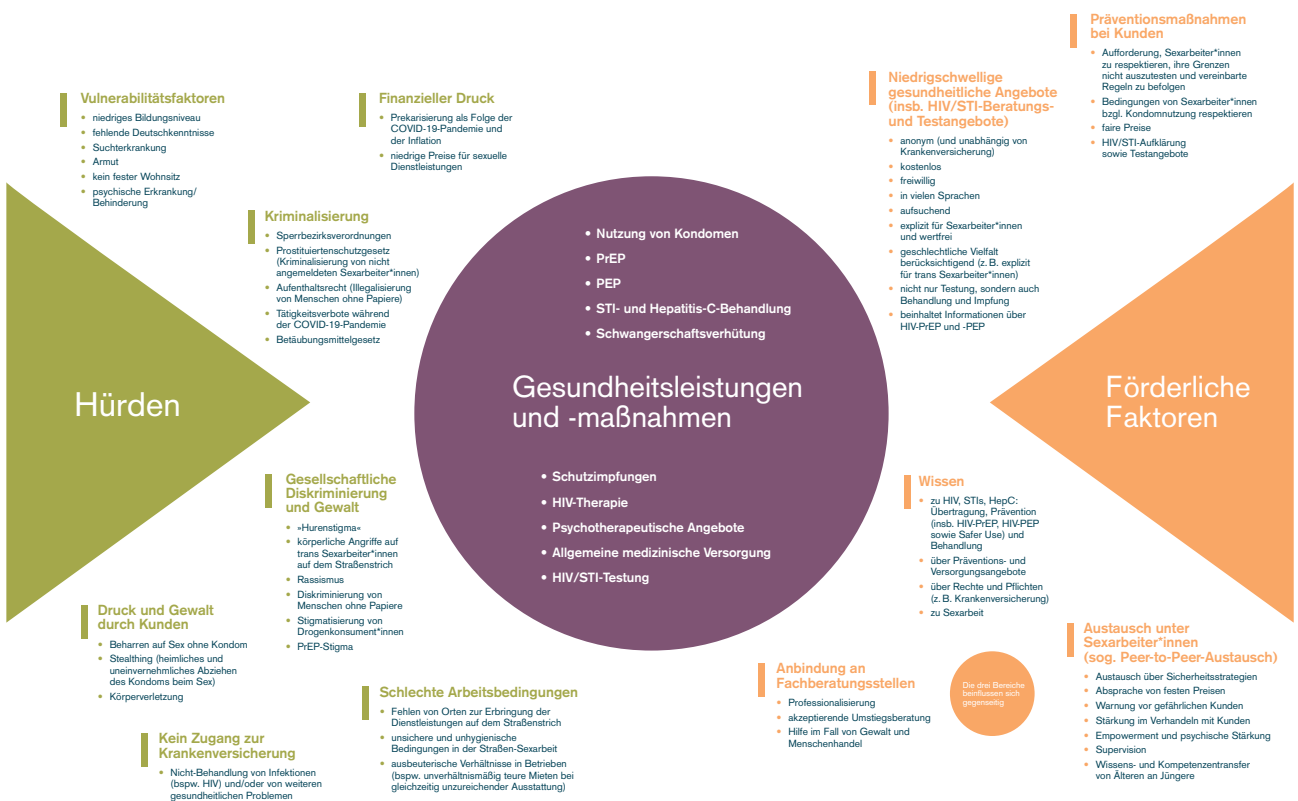 Vulnerabilitätsfaktoren
• niedriges Bildungsniveau
• fehlende Deutschkenntnisse
• Suchterkrankung
• Armut
• kein fester Wohnsitz
• psychische Erkrankung/
Behinderung
Finanzieller Druck
• Prekarisierung als Folge der
COVID-19-Pandemie und
der Inflation
• niedrige Preise für sexuelle
Dienstleistungen
Kriminalisierung
• Sperrbezirksverordnungen
• Prostituiertenschutzgesetz
(Kriminalisierung von nicht
angemeldeten Sexarbeiter*innen)
• Aufenthaltsrecht (Illegalisierung
von Menschen ohne Papiere)
• Tätigkeitsverbote während
der COVID-19-Pandemie
• Betäubungsmittelgesetz
Hürden
Gesellschaftliche
Diskriminierung
und Gewalt
• »Hurenstigma«
• körperliche Angriffe auf
trans Sexarbeiter*innen
auf dem Straßenstrich
• Rassismus
• Diskriminierung von
Menschen ohne Papiere
• Stigmatisierung von
Drogenkonsument*innen
• PrEP-Stigma
Druck und Gewalt
durch Kunden
• Beharren auf Sex ohne Kondom
• Stealthing (heimliches und
uneinvernehmliches Abziehen
des Kondoms beim Sex)
• Körperverletzung
Kein Zugang zur
Krankenversicherung
• Nicht-Behandlung von Infektionen
(bspw. HIV) und/oder von weiteren
gesundheitlichen Problemen
Schlechte Arbeitsbedingungen
• Fehlen von Orten zur Erbringung der
Dienstleistungen auf dem Straßenstrich
• unsichere und unhygienische
Bedingungen in der Straßen-Sexarbeit
• ausbeuterische Verhältnisse in Betrieben
(bspw. unverhältnismäßig teure Mieten bei
gleichzeitig unzureichender Ausstattung)
• Nutzung von Kondomen
• PrEP
• PEP
• STI- und Hepatitis-C-Behandlung
• Schwangerschaftsverhütung
Gesundheitsleistungen
und -maßnahmen
• Schutzimpfungen
• HIV-Therapie
• Psychotherapeutische Angebote
• Allgemeine medizinische Versorgung
• HIV/STI-Testung
Niedrigschwellige
gesundheitliche Angebote
(insb. HIV/STI-Beratungs-
und Testangebote)
• anonym (und unabhängig von
Krankenversicherung)
• kostenlos
• freiwillig
• in vielen Sprachen
• aufsuchend
• explizit für Sexarbeiter*innen
und wertfrei
• geschlechtliche Vielfalt
berücksichtigend (z. B. explizit
für trans Sexarbeiter*innen)
• nicht nur Testung, sondern auch
Behandlung und Impfung
• beinhaltet Informationen über
HIV-PrEP und -PEP
Präventionsmaßnahmen
bei Kunden
• Aufforderung, Sexarbeiter*innen
zu respektieren, ihre Grenzen
nicht auszutesten und vereinbarte
Regeln zu befolgen
• Bedingungen von Sexarbeiter*innen
bzgl. Kondomnutzung respektieren
• faire Preise
• HIV/STI-Aufklärung
sowie Testangebote
Förderliche
Faktoren
Wissen
• zu HIV, STIs, HepC:
Übertragung, Prävention
(insb. HIV-PrEP, HIV-PEP
sowie Safer Use) und
Behandlung
• über Präventions- und
Versorgungsangebote
• über Rechte und Pflichten
(z. B. Krankenversicherung)
• zu Sexarbeit
Anbindung an
Fachberatungsstellen
• Professionalisierung
• akzeptierende Umstiegsberatung
• Hilfe im Fall von Gewalt und
Menschenhandel
Die drei Bereiche
beinflussen sich
gegenseitig
Austausch unter
Sexarbeiter*innen
(sog. Peer-to-Peer-Austausch)
• Austausch über Sicherheitsstrategien
• Absprache von festen Preisen
• Warnung vor gefährlichen Kunden
• Stärkung im Verhandeln mit Kunden
• Empowerment und psychische Stärkung
• Supervision
• Wissens- und Kompetenzentransfer
von Älteren an Jüngere